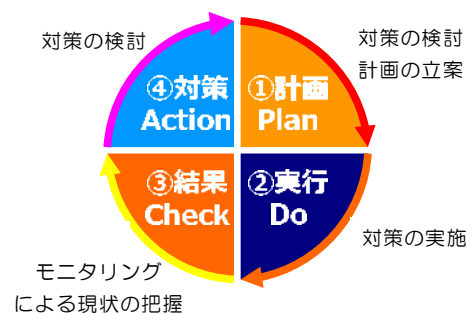 対策の検討
対策の検討
計画の立案
④対策
Action
①計画
Plan
③結果
Check
②実行
Do
対策の実施
モニタリング
による現状の把握